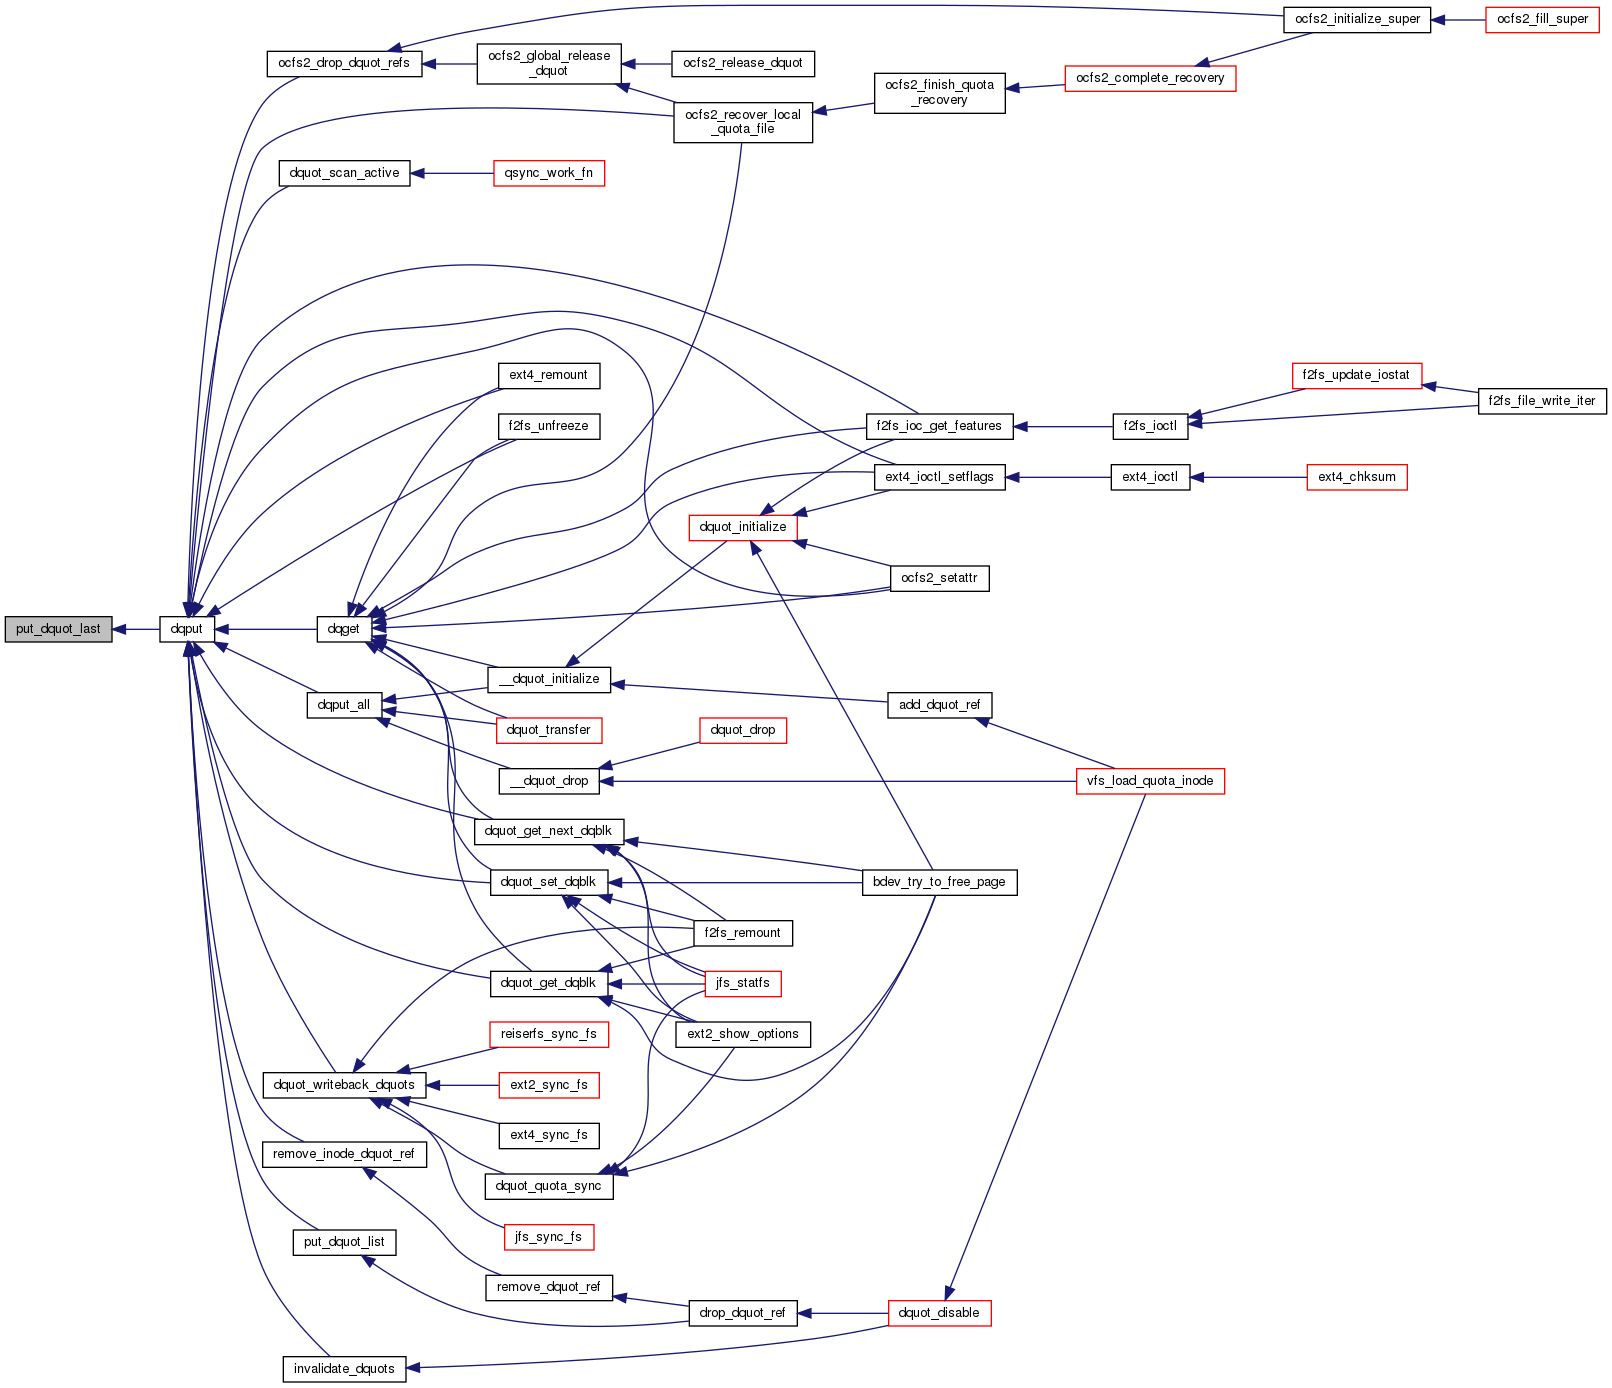 ocfs2_initialize_super
ocfs2_fill_super
ocfs2_drop_dquot_refs
ocfs2_global_release
_dquot
ocfs2_release_dquot
ocfs2_finish_quota
_recovery
ocfs2_complete_recovery
ocfs2_recover_local
_quota_file
dquot_scan_active
qsync_work_fn
ext4_remount
f2fs_update_iostat
f2fs_file_write_iter
f2fs_unfreeze
f2fs_ioc_get_features
f2fs_ioctl
ext4_ioctl_setflags
ext4_ioctl
ext4_chksum
dquot_initialize
ocfs2_setattr
put_dquot_last
dqput
dqget
__dquot_initialize
dqput_all
add_dquot_ref
dquot_transfer
dquot_drop
__dquot_drop
vfs_load_quota_inode
dquot_get_next_dqblk
dquot_set_dqblk
bdev_try_to_free_page
f2fs_remount
dquot_get_dqblk
jfs_statfs
reiserfs_sync_fs
ext2_show_options
dquot_writeback_dquots
ext2_sync_fs
ext4_sync_fs
remove_inode_dquot_ref
dquot_quota_sync
put_dquot_list
jfs_sync_fs
remove_dquot_ref
drop_dquot_ref
dquot_disable
invalidate_dquots